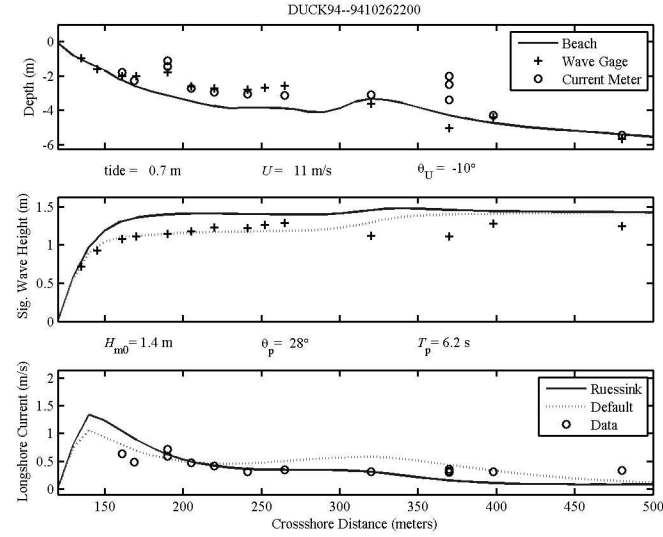 DUCK94--9410262200
0
-2
-4
-6
Depth (m)
Beach
Wave Gage
Current Meter
tide = 0.7 m U = 11 m/s θU = -10°
1.5
1
0.5
0
Sig. Wave Height (m)
Hm0 = 1.4 m θp = 28° Tp = 6.2 s
2
1.5
1
0.5
0
Longshore Current (m/s)
Ruessink
Default
Data
150 200 250 300 350 400 450 500
Crossshore Distance (meters)